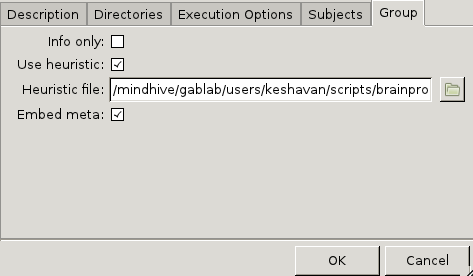 Description Directories Execution Options Subjects Group
Info only:
Use heuristic:
Heuristic file: /mindhive/gablab/users/keshavan/scripts/brainpro
Embed meta:
OK Cancel